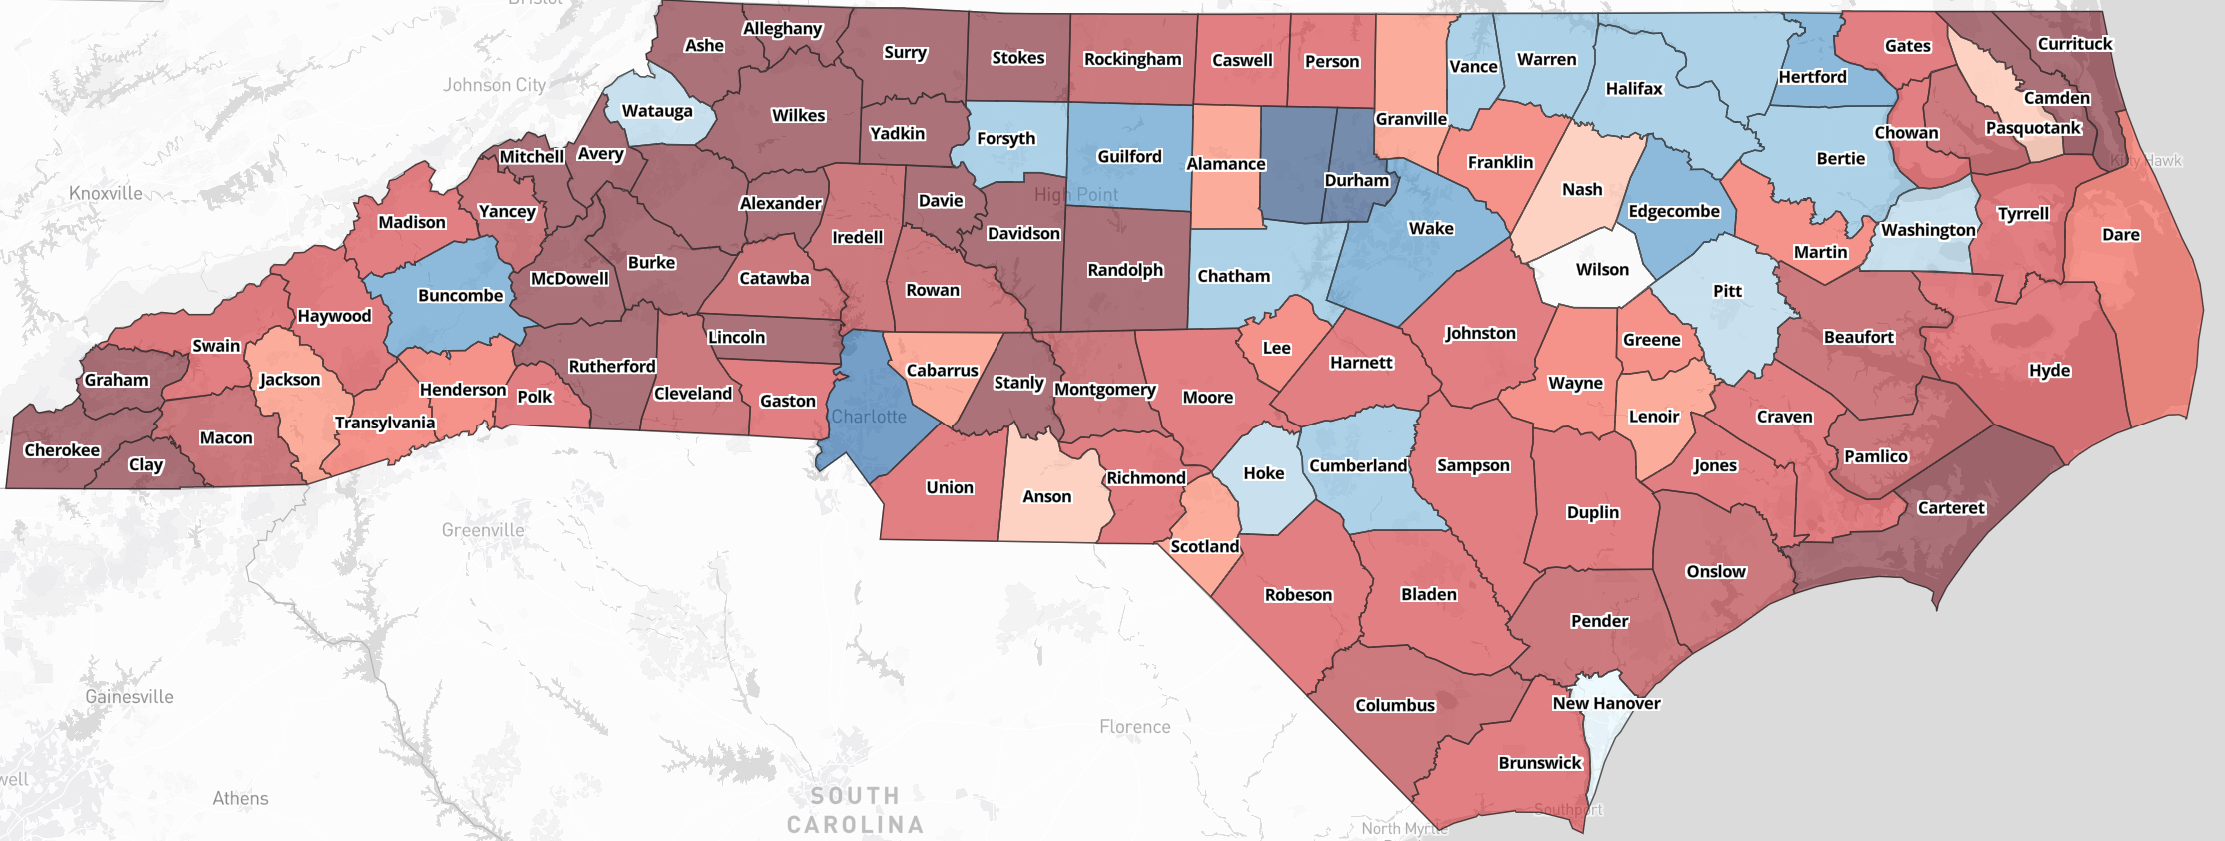 Bristol
Alleghany
Ashe
Surry
Stokes
Rockingham
Caswell
Person
Gates
Currituck
Vance
Warren
Hertford
Johnson City
Halifax
Camden
Watauga
Wilkes
Granville
Pasquotank
Yadkin
Forsyth
Chowan
Mitchell
Avery
Guilford
Alamance
Franklin
Bertie
Kitty Hawk
Durham
Nash
Knoxville
High Point
Alexander
Davie
Yancey
Edgecombe
Tyrrell
Madison
Iredell
Davidson
Wake
Washington
Dare
Martin
Burke
McDowell
Catawba
Randolph
Chatham
Wilson
Buncombe
Rowan
Pitt
Haywood
Swain
Lincoln
Johnston
Greene
Beaufort
Lee
Harnett
Graham
Jackson
Rutherford
Cabarrus
Stanly
Montgomery
Wayne
Hyde
Henderson
Polk
Cleveland
Gaston
Moore
Transylvania
Charlotte
Lenoir
Craven
Macon
Cherokee
Clay
Pamlico
Union
Anson
Richmond
Hoke
Cumberland
Sampson
Jones
Carteret
Duplin
Greenville
Scotland
Onslow
Robeson
Bladen
Pender
Gainesville
Columbus
New Hanover
Florence
Brunswick
well
Athens
SOUTH
CAROLINA
Southport
North Myrtle